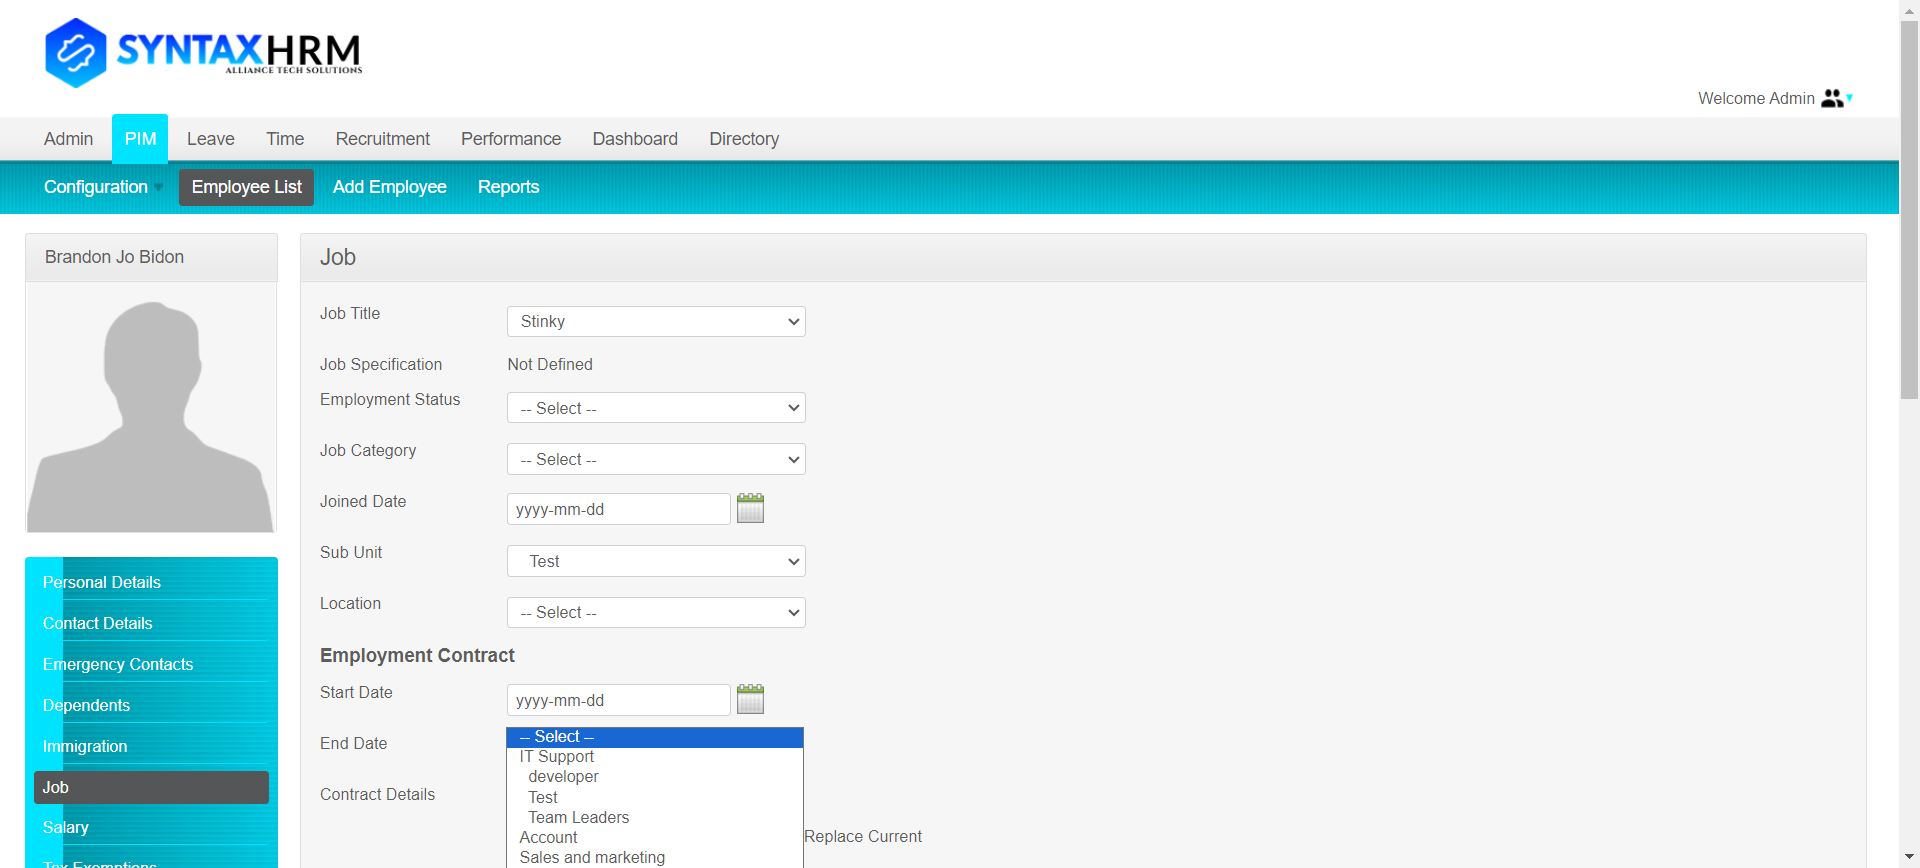 SYNTAXHRM
ALLIANCE TECH SOLUTIONS
Welcome Admin
Admin PIM Leave Time Recruitment Performance Dashboard Directory
Configuration Employee List Add Employee Reports
Brandon Jo Bidon
Personal Details
Contact Details
Emergency Contacts
Dependents
Immigration
Job
Salary
Tax Exemptions
Job
Job Title Stinky
Job Specification Not Defined
Employment Status -- Select --
Job Category -- Select --
Joined Date yyyy-mm-dd
Sub Unit Test
Location -- Select --
Employment Contract
Start Date yyyy-mm-dd
End Date
Contract Details
-- Select --
IT Support
developer
Test
Team Leaders
Account
Sales and marketing
Replace Current